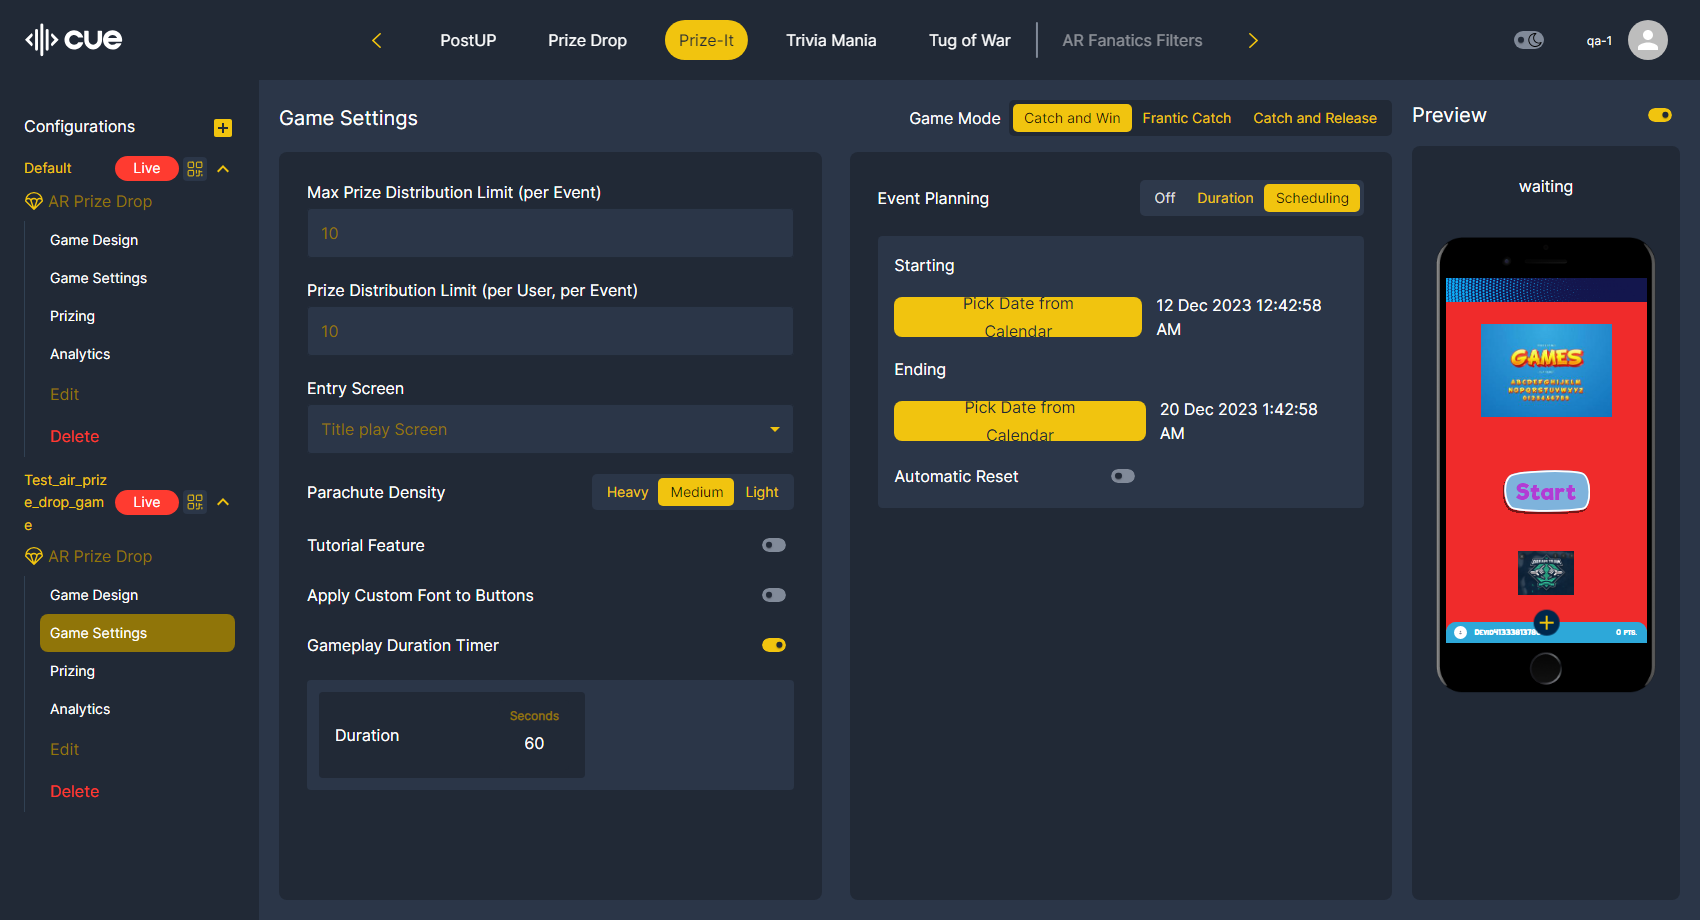 cue
PostUP
Prize Drop
Prize-It
Trivia Mania
Tug of War
AR Fanatics Filters
qa-1
Configurations
Default
Live
AR Prize Drop
Game Design
Game Settings
Prizing
Analytics
Edit
Delete
Test_air_priz
e_drop_gam
e
Live
AR Prize Drop
Game Design
Game Settings
Prizing
Analytics
Edit
Delete
Game Settings
Game Mode
Catch and Win
Frantic Catch
Catch and Release
Max Prize Distribution Limit (per Event)
10
Prize Distribution Limit (per User, per Event)
10
Entry Screen
Title play Screen
Parachute Density
Heavy
Medium
Light
Tutorial Feature
Apply Custom Font to Buttons
Gameplay Duration Timer
Duration
Seconds
60
Event Planning
Off
Duration
Scheduling
Starting
Pick Date from
Calendar
12 Dec 2023 12:42:58
AM
Ending
Pick Date from
Calendar
20 Dec 2023 1:42:58
AM
Automatic Reset
Preview
waiting
GAMES
ABCDEFGHIJKLM
NOPQRSTUVWXYZ
0123456789
Start
0 PTS.